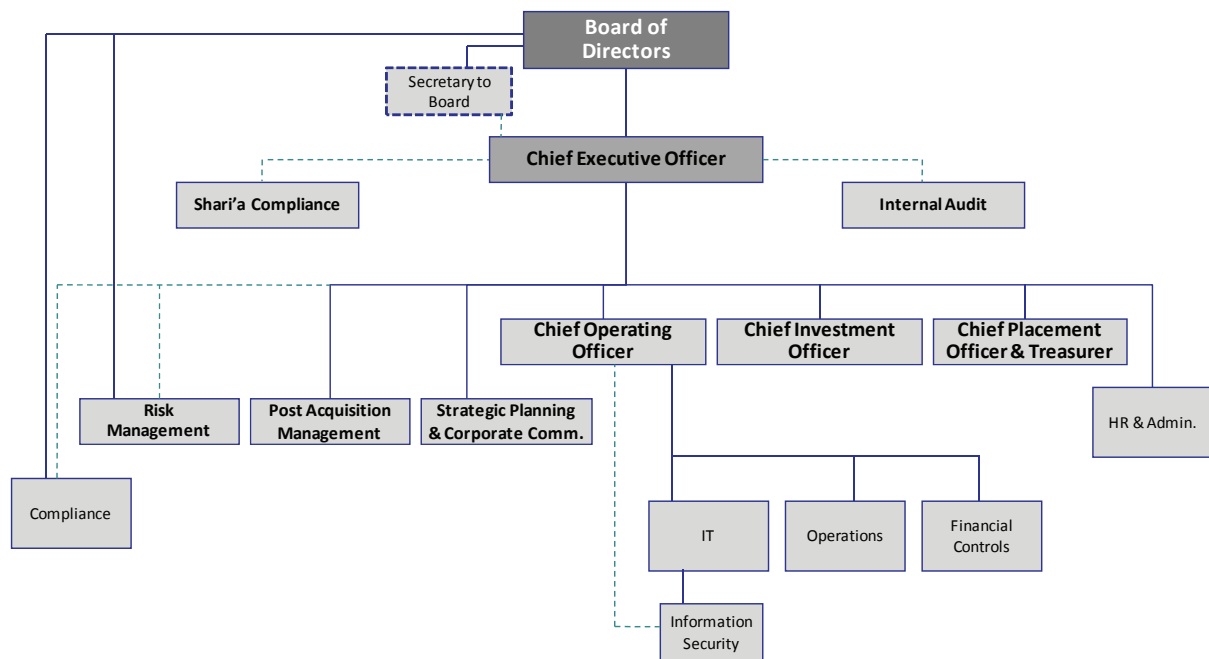 Board of
Directors
Secretary to
Board
Chief Executive Officer
Shari'a Compliance
Internal Audit
Chief Operating
Officer
Chief Investment
Officer
Chief Placement
Officer & Treasurer
Risk
Management
Post Acquisition
Management
Strategic Planning
& Corporate Comm.
HR & Admin.
Compliance
IT
Operations
Financial
Controls
Information
Security